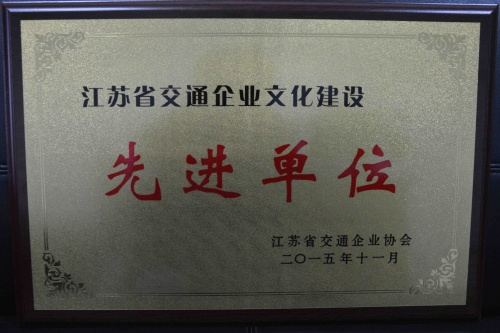 江苏省交通企业文化建设
先进单位
江苏省交通企业协会
二〇一五年十一月